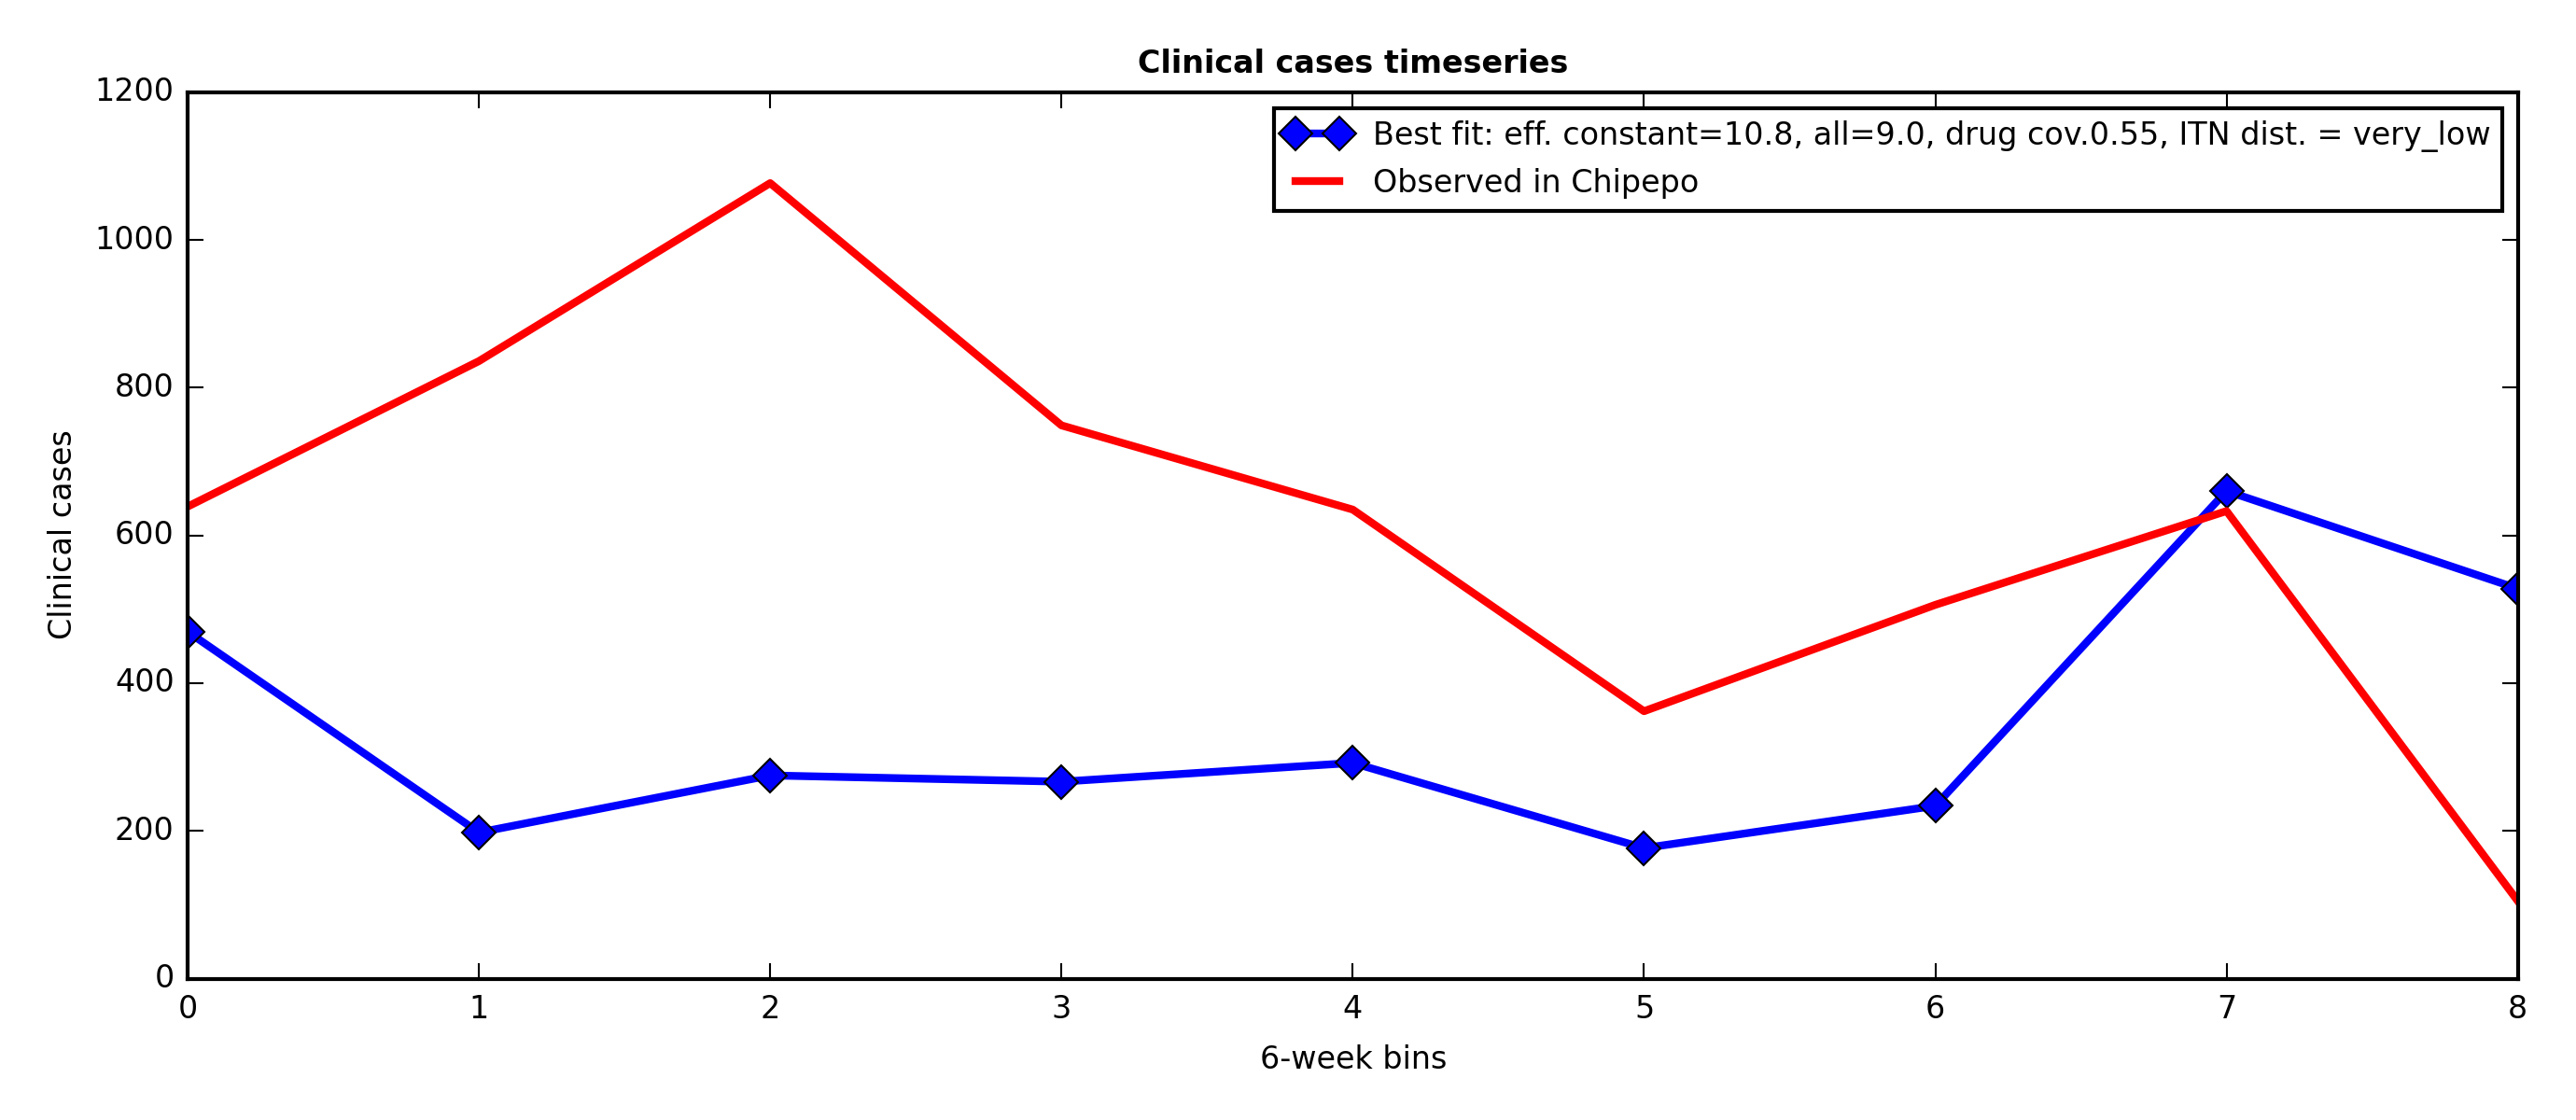 Clinical cases timeseries
1200
1000
800
600
400
200
0
Clinical cases
Best fit: eff. constant=10.8, all=9.0, drug cov.0.55, ITN dist. = very_low
Observed in Chipepo
0 1 2 3 4 5 6 7 8
6-week bins